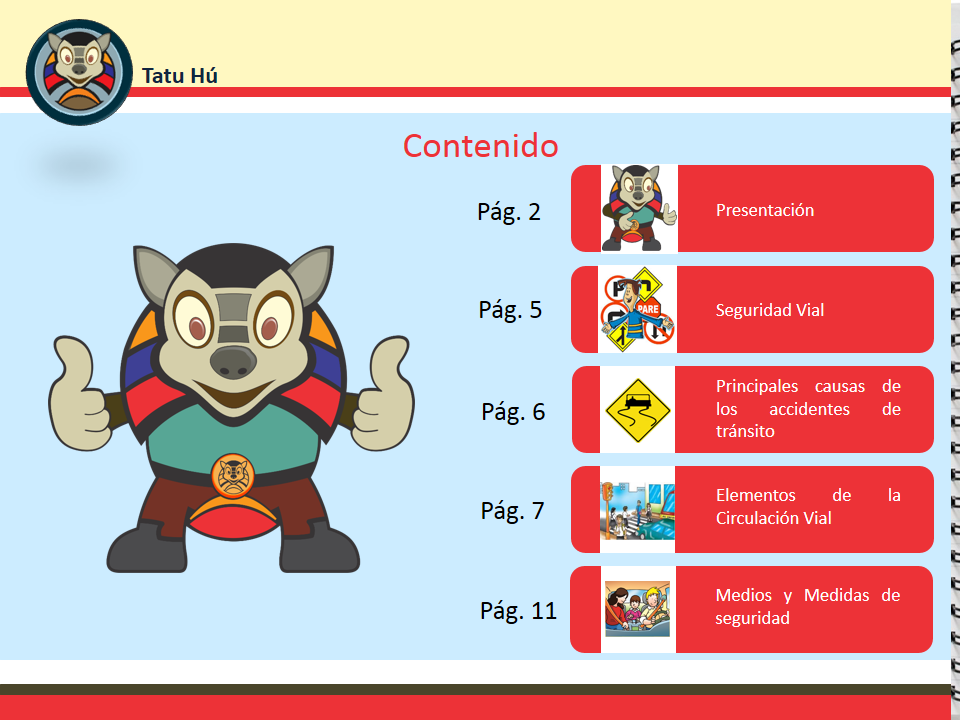 Tatu Hú
Contenido
Pág. 2
Presentación
Pág. 5
PARE
Seguridad Vial
Pág. 6
Principales causas de
los accidentes de
tránsito
Pág. 7
Elementos de la
Circulación Vial
Pág. 11
Medios y Medidas de
seguridad